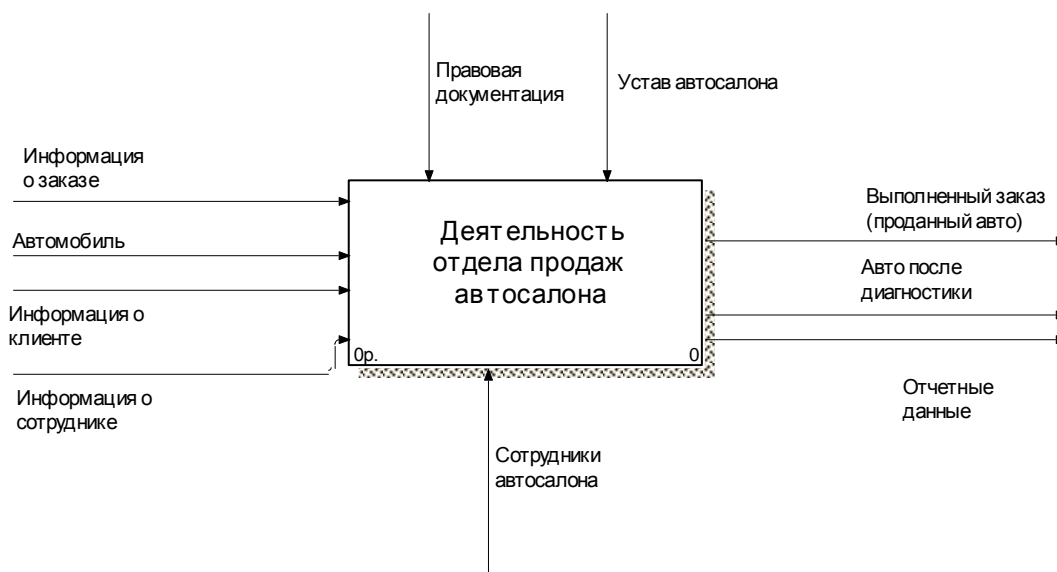 Правовая
документация
Устав автосалона
Информация
о заказе
Автомобиль
Информация о
клиенте
Информация о
сотруднике
Деятельность
отдела продаж
автосалона
0р.
0
Выполненный заказ
(проданный авто)
Авто после
диагностики
Отчетные
данные
Сотрудники
автосалона